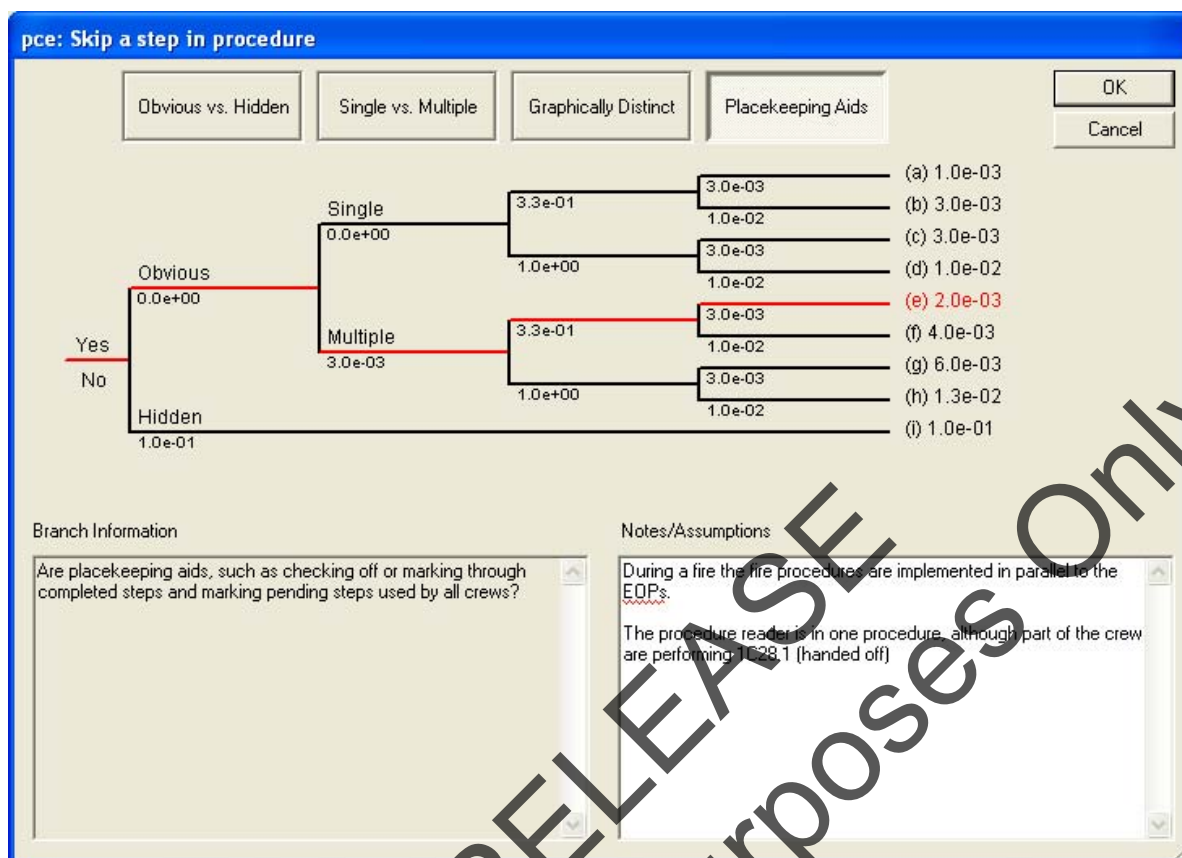 pce: Skip a step in procedure
Obvious vs. Hidden
Single vs. Multiple
Graphically Distinct
Placekeeping Aids
OK
Cancel
Yes
No
Obvious
0.0e+00
Hidden
1.0e-01
Single
0.0e+00
Multiple
3.0e-03
3.3e-01
1.0e+00
3.3e-01
1.0e+00
3.0e-03
1.0e-02
3.0e-03
1.0e-02
3.0e-03
1.0e-02
3.0e-03
1.0e-02
(a) 1.0e-03
(b) 3.0e-03
(c) 3.0e-03
(d) 1.0e-02
(e) 2.0e-03
(f) 4.0e-03
(g) 6.0e-03
(h) 1.3e-02
(i) 1.0e-01
Branch Information
Are placekeeping aids, such as checking off or marking through
completed steps and marking pending steps used by all crews?
Notes/Assumptions
During a fire the fire procedures are implemented in parallel to the
EOPs.
The procedure reader is in one procedure, although part of the crew
are performing 1C28.1 (handed off)
RELEASE
urposes Only